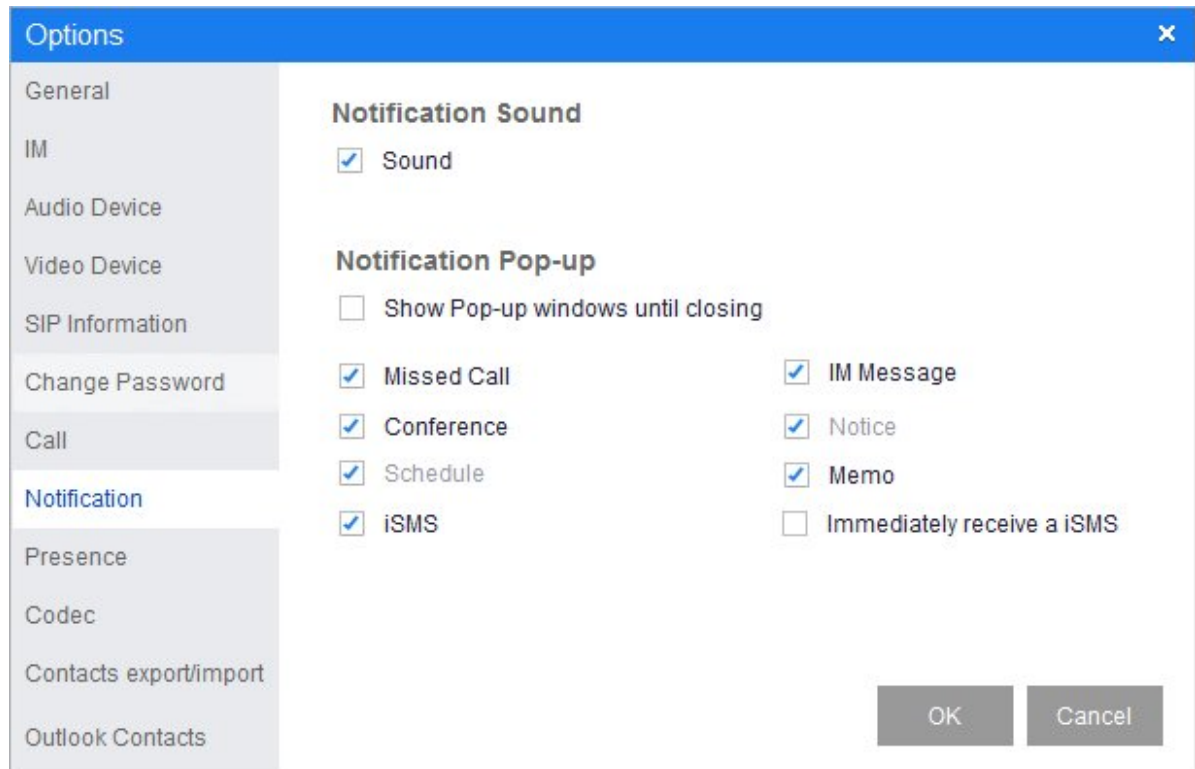 Options
General
IM
Audio Device
Video Device
SIP Information
Change Password
Call
Notification
Presence
Codec
Contacts export/import
Outlook Contacts
Notification Sound
Sound
Notification Pop-up
Show Pop-up windows until closing
Missed Call
IM Message
Conference
Notice
Schedule
Memo
iSMS
Immediately receive a iSMS
OK
Cancel